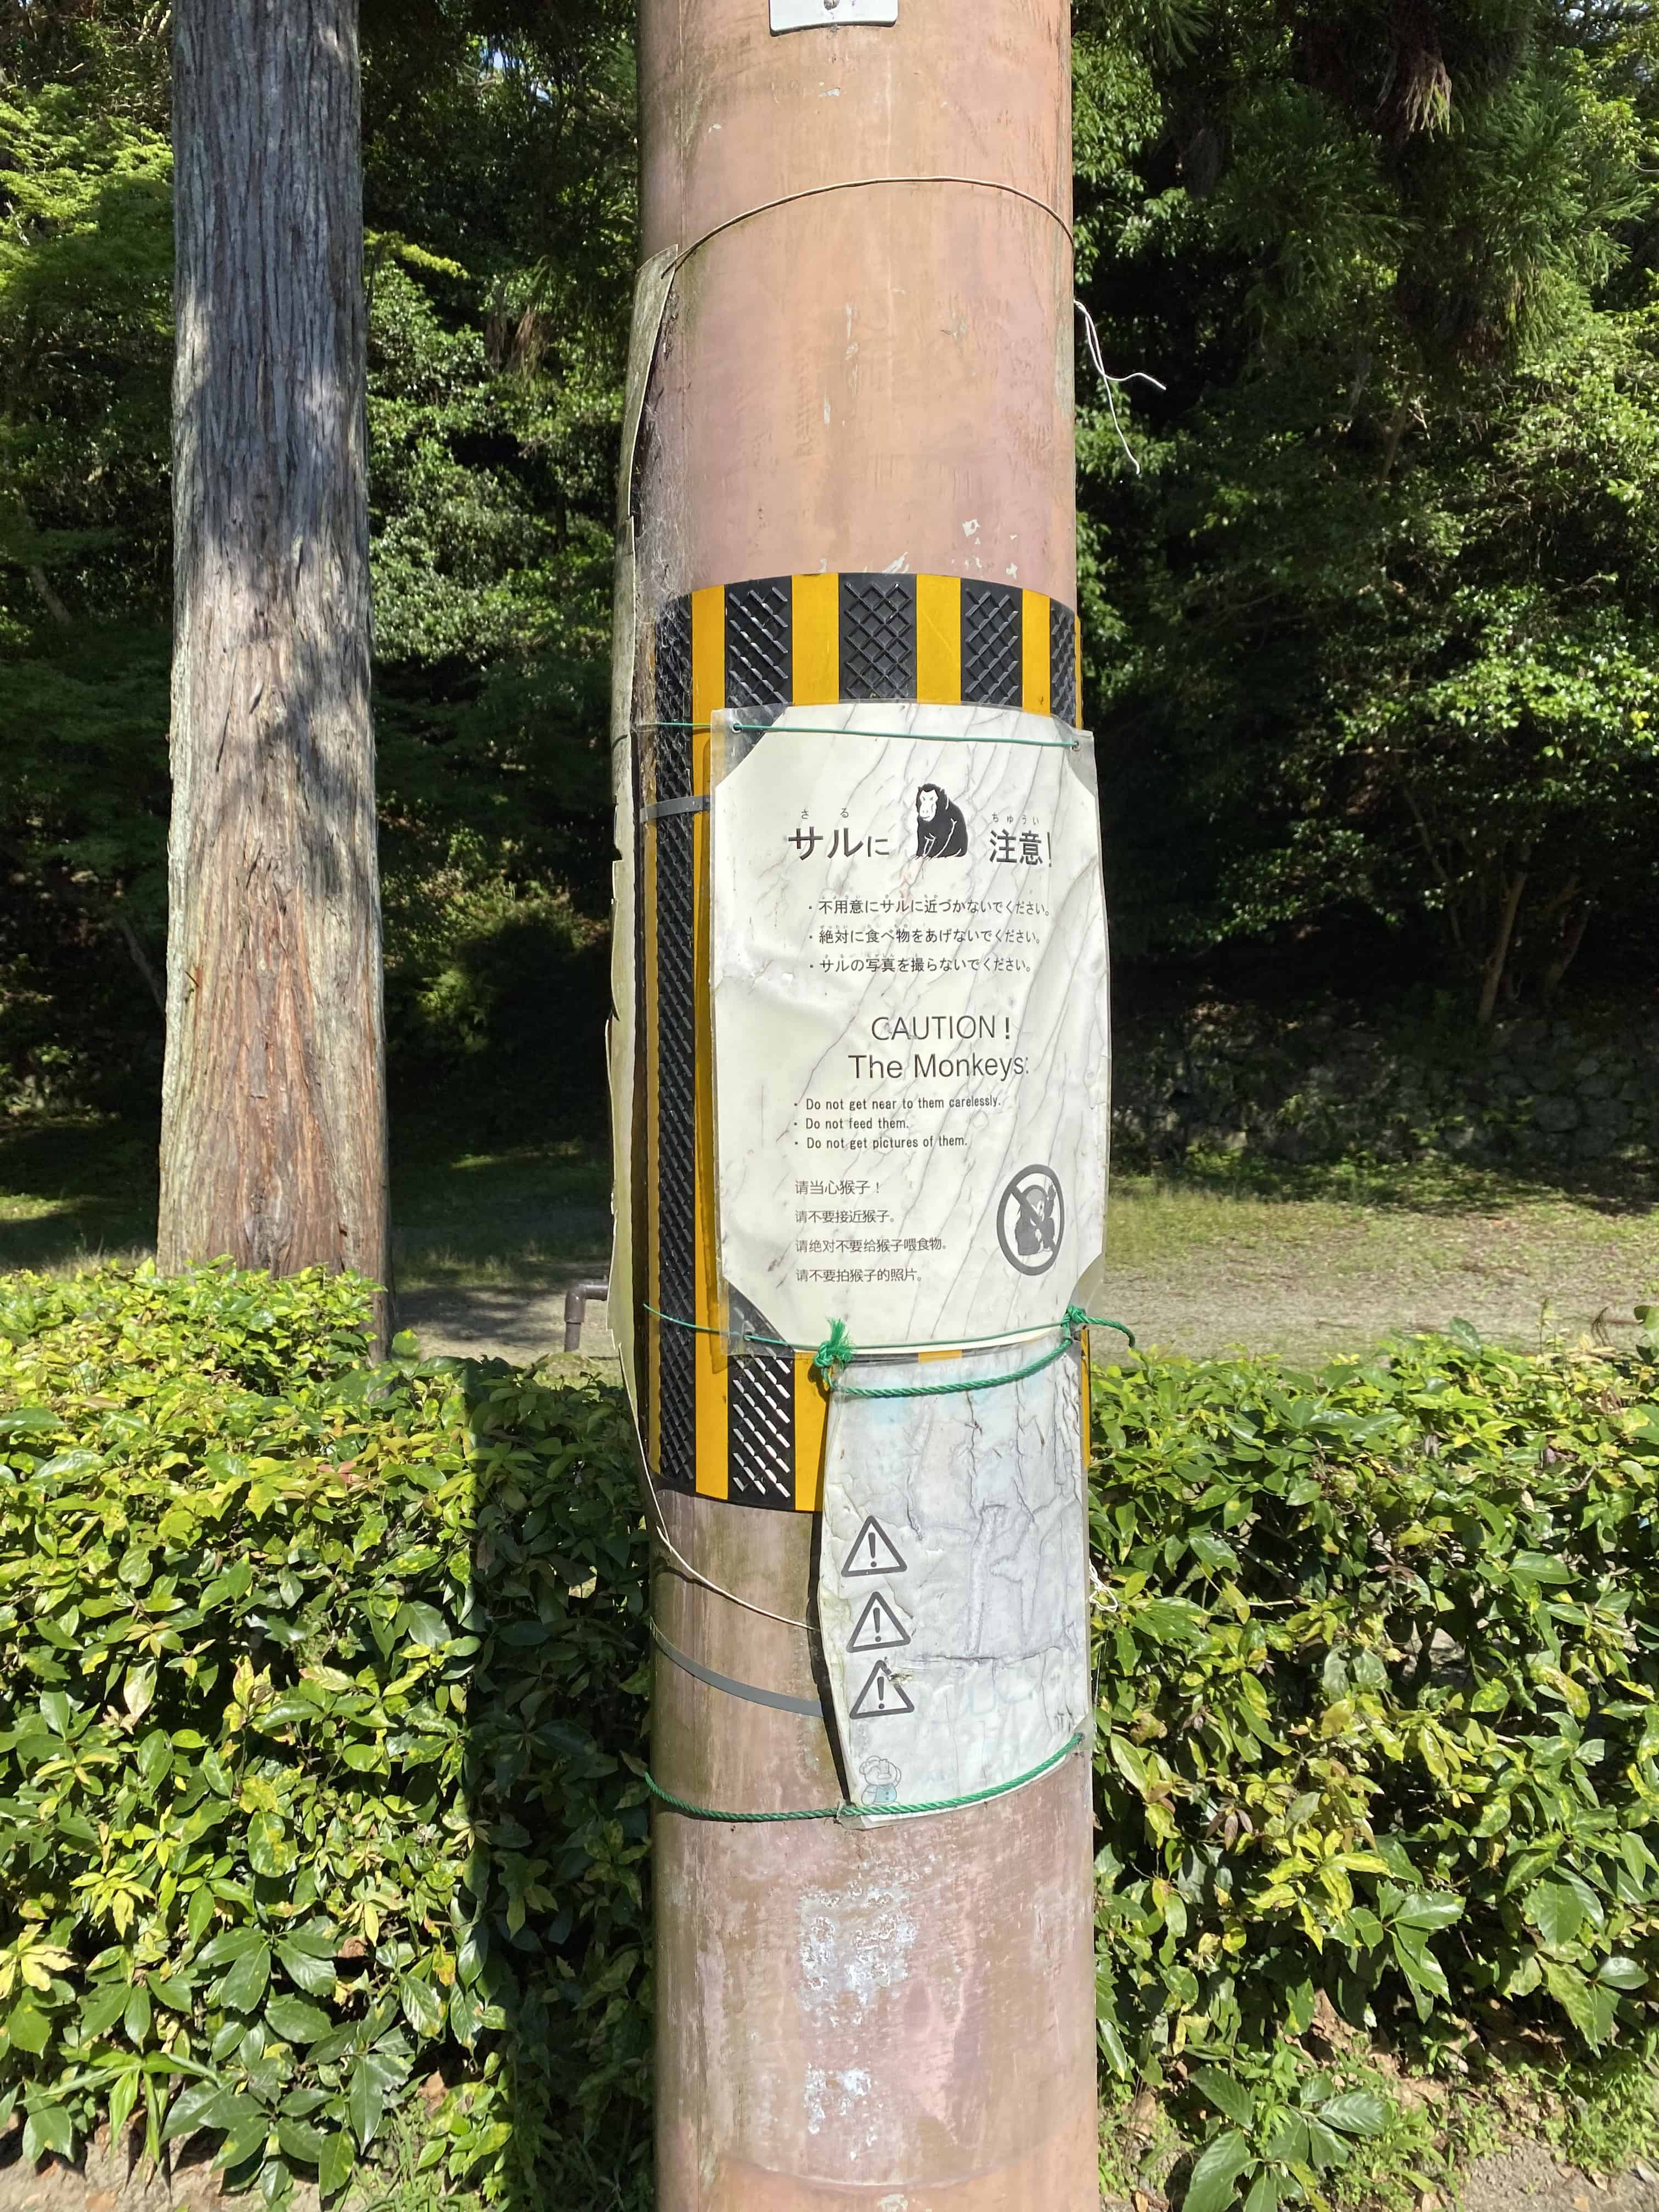 さる ちゅうい
サルに 注意!
・不用意にサルに近づかないでください。
・絶対に食べ物をあげないでください。
・サルの写真を撮らないでください。
CAUTION!
The Monkeys:
・Do not get near to them carelessly.
・Do not feed them.
・Do not get pictures of them.
请当心猴子！
请不要接近猴子。
请绝对不要给猴子喂食物。
请不要拍猴子的照片。